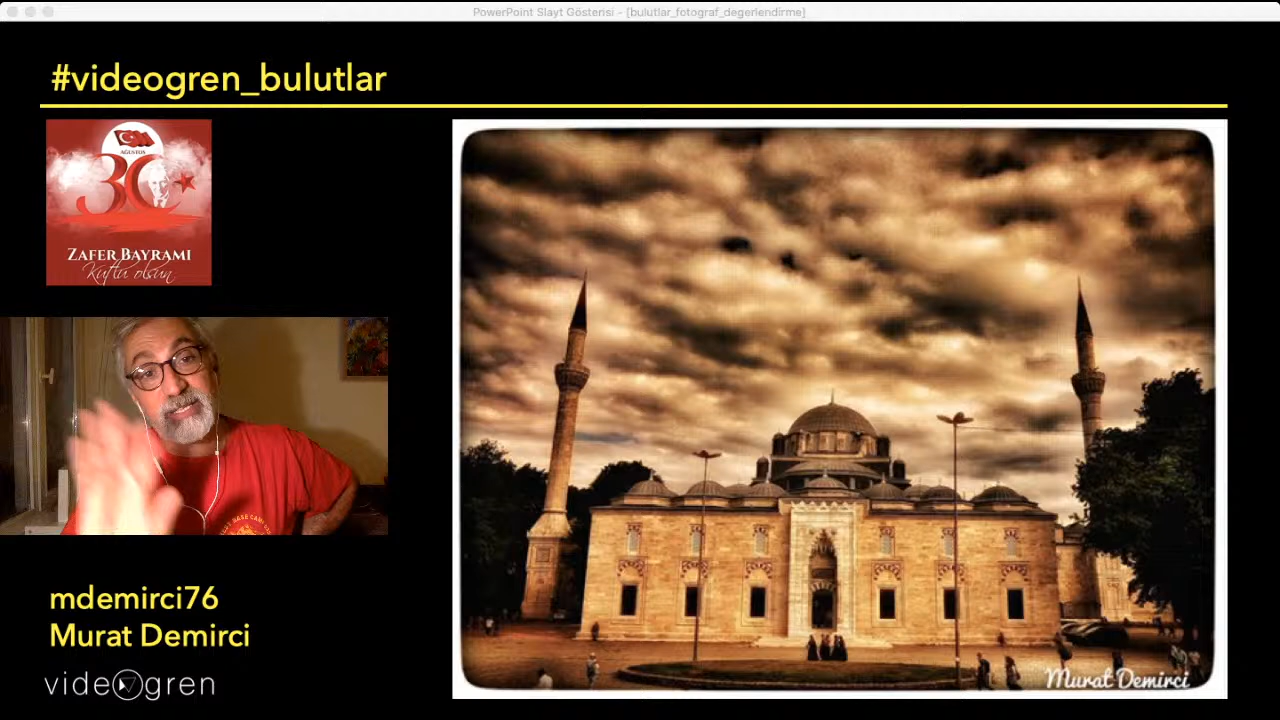 PowerPoint Slayt Gösterisi - [bulutlar_fotograf_degerlendirme]
#videogren_bulutlar
AĞUSTOS
30
ZAFER BAYRAMI
Kutlu olsun
mdemirci76
Murat Demirci
videogren
Murat Demirci